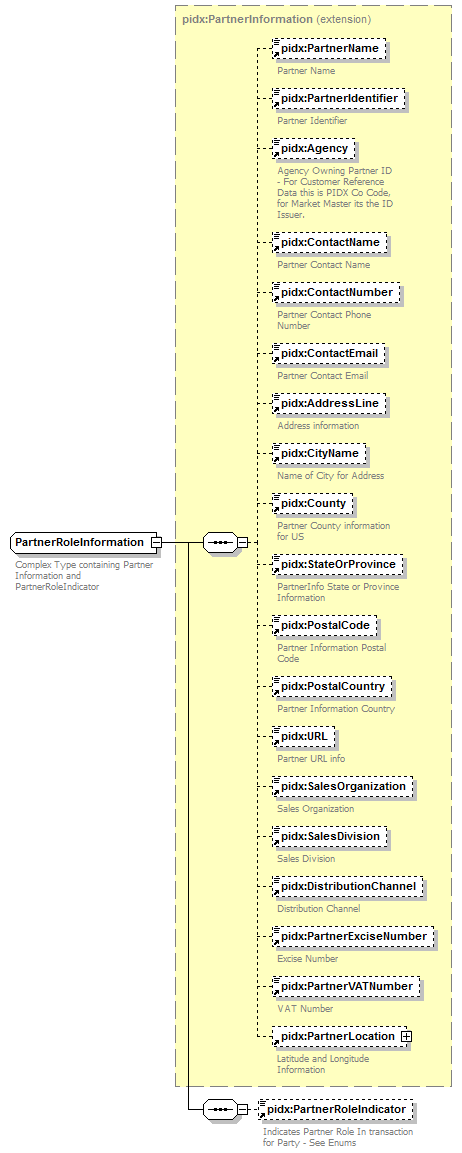 pidx:PartnerInformation (extension)
pidx:PartnerName
Partner Name
pidx:PartnerIdentifier
Partner Identifier
pidx:Agency
Agency Owning Partner ID
- For Customer Reference
Data this is PIDX Co Code,
for Market Master its the ID
Issuer.
pidx:ContactName
Partner Contact Name
pidx:ContactNumber
Partner Contact Phone
Number
pidx:ContactEmail
Partner Contact Email
pidx:AddressLine
Address information
pidx:CityName
Name of City for Address
pidx:County
Partner County information
for US
PartnerRoleInformation
Complex Type containing Partner
Information and
PartnerRoleIndicator
pidx:StateOrProvince
PartnerInfo State or Province
Information
pidx:PostalCode
Partner Information Postal
Code
pidx:PostalCountry
Partner Information Country
pidx:URL
Partner URL info
pidx:SalesOrganization
Sales Organization
pidx:SalesDivision
Sales Division
pidx:DistributionChannel
Distribution Channel
pidx:PartnerExciseNumber
Excise Number
pidx:PartnerVATNumber
VAT Number
pidx:PartnerLocation
Latitude and Longitude
Information
pidx:PartnerRoleIndicator
Indicates Partner Role In transaction
for Party - See Enums